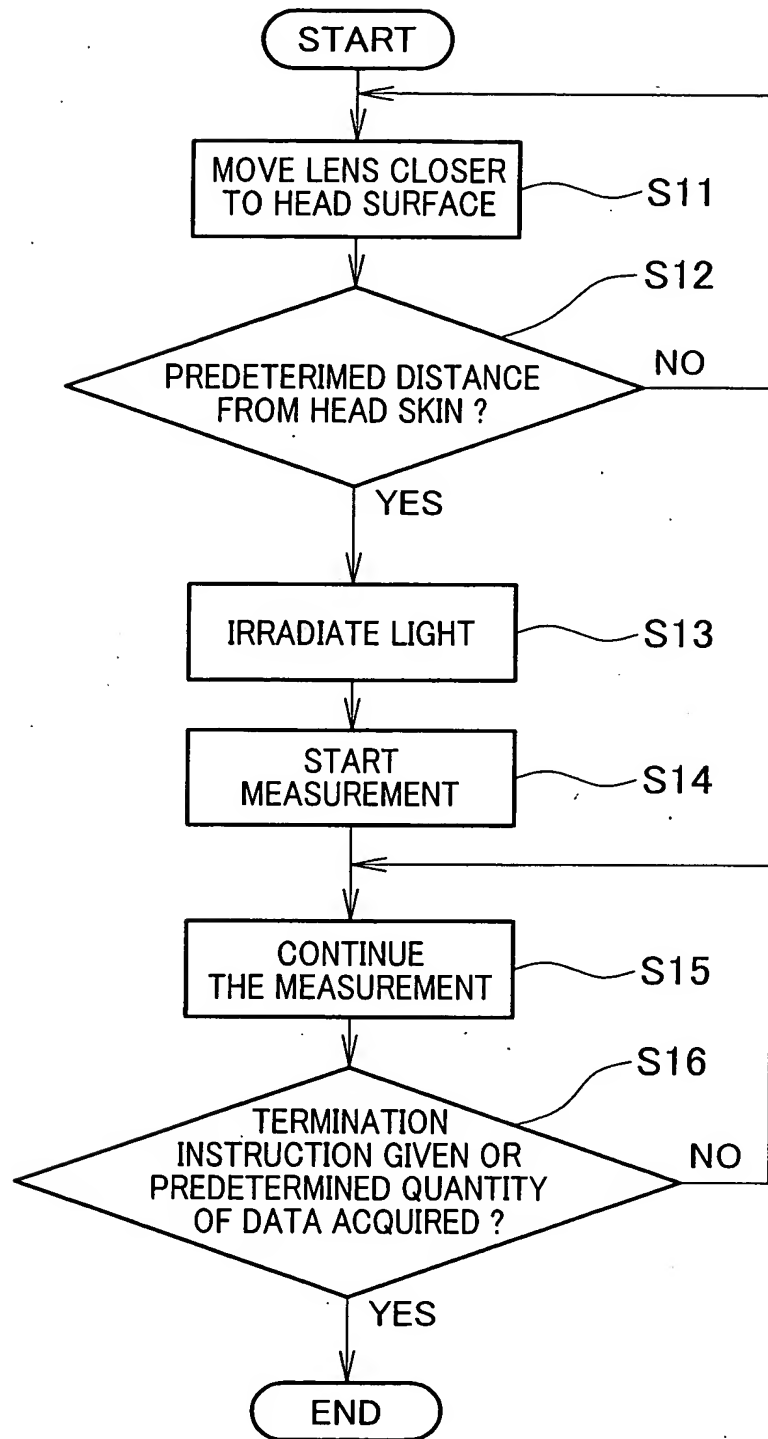 START
MOVE LENS CLOSER
TO HEAD SURFACE
S11
S12
PREDETERIMED DISTANCE
FROM HEAD SKIN ?
NO
YES
IRRADIATE LIGHT
S13
START
MEASUREMENT
S14
CONTINUE
THE MEASUREMENT
S15
S16
TERMINATION
INSTRUCTION GIVEN OR
PREDETERMINED QUANTITY
OF DATA ACQUIRED ?
NO
YES
END